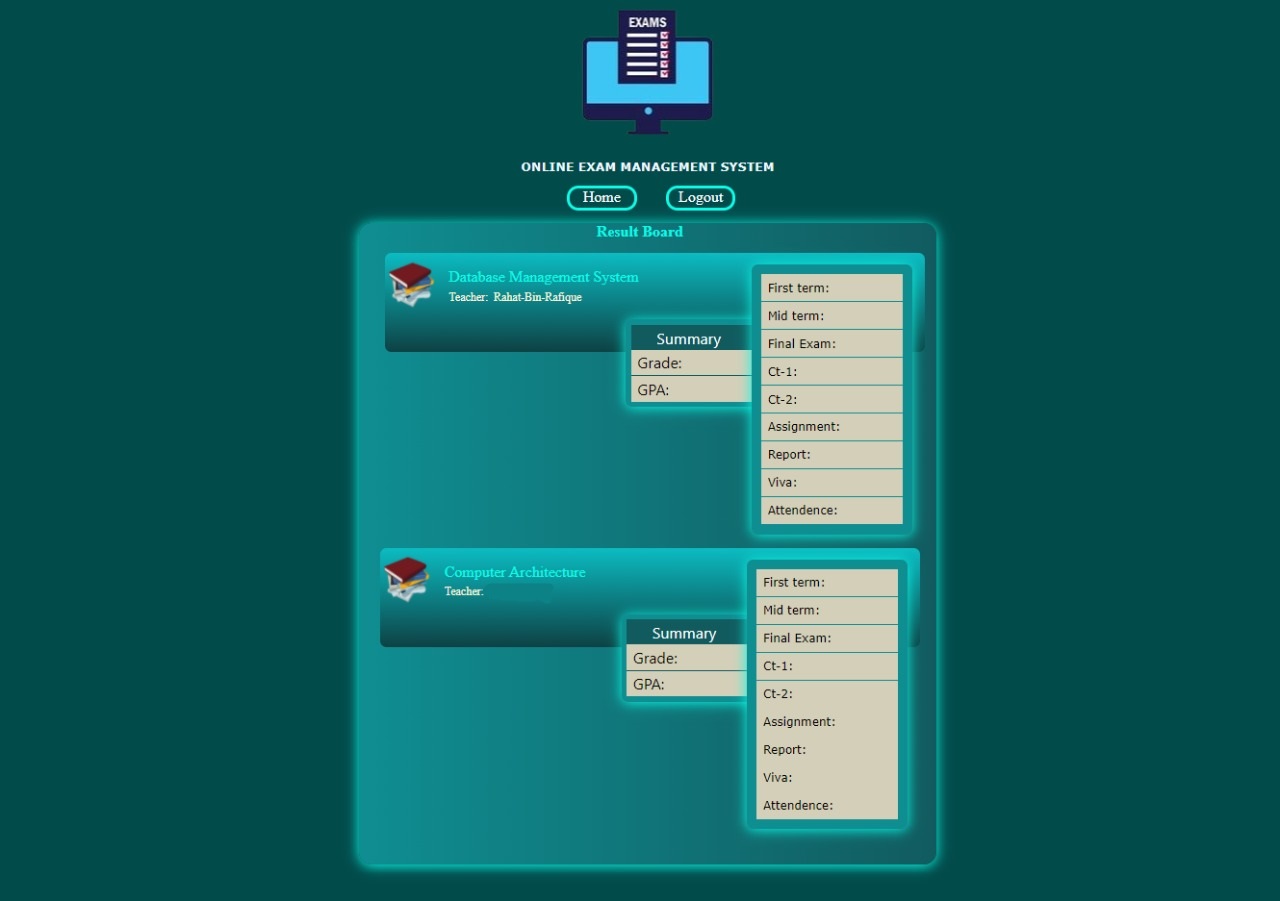 EXAMS
ONLINE EXAM MANAGEMENT SYSTEM
Home Logout
Result Board
Database Management System
Teacher: Rahat-Bin-Rafique
Summary
Grade:
GPA:
First term:
Mid term:
Final Exam:
Ct-1:
Ct-2:
Assignment:
Report:
Viva:
Attendence:
Computer Architecture
Teacher:
Summary
Grade:
GPA:
First term:
Mid term:
Final Exam:
Ct-1:
Ct-2:
Assignment:
Report:
Viva:
Attendence: